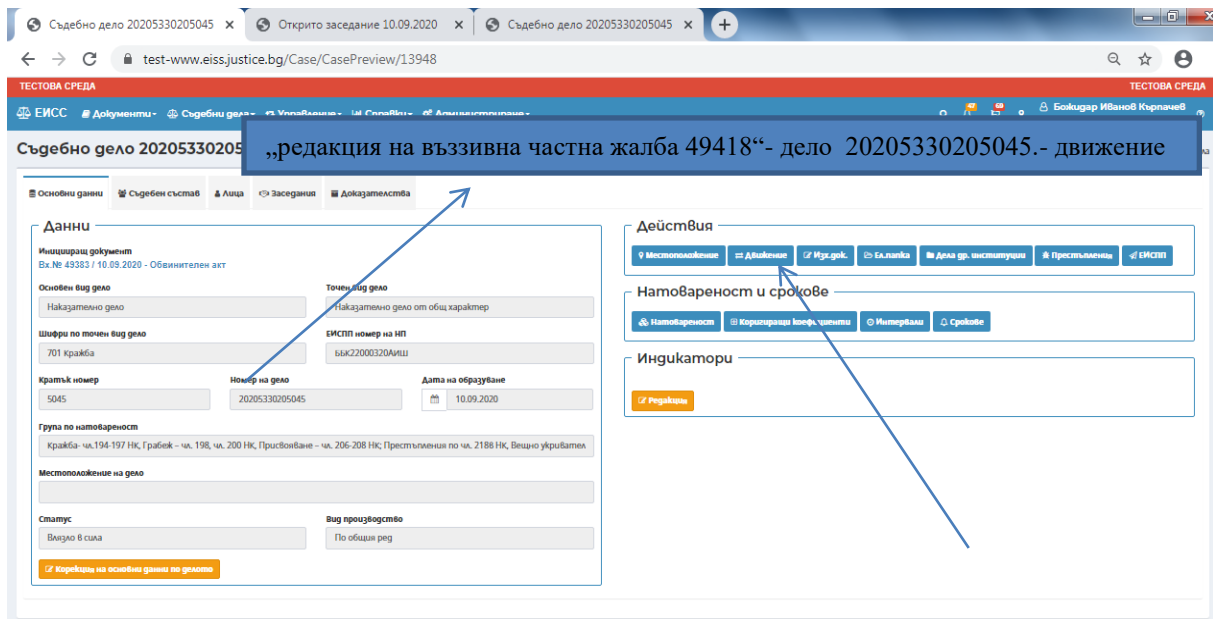 Съдебно дело 20205330205045
Открито заседание 10.09.2020
Съдебно дело 20205330205045
test-www.eiss.justice.bg/Case/CasePreview/13948
ТЕСТОВА СРЕДА
ТЕСТОВА СРЕДА
ЕИСС Документи Съдебни дела Управление Справки Администриране
Божидар Иванов Кърпачев
Съдебно дело 20205330205
„редакция на въззивна частна жалба 49418“- дело 20205330205045.- движение
Основни данни Съдебен състав Лица Заседания Доказателства
Данни
Иницииращ документ
Вх.№ 49383 / 10.09.2020 - Обвинителен акт
Основен вид дело
Точен вид дело
Наказателно дело
Наказателно дело от общ характер
Шифри по точен вид дело
ЕИСПП номер на НП
701 Кражба
ББК22000320АИШ
Кратък номер
Номер на дело
Дата на образуване
5045
20205330205045
10.09.2020
Група по натовареност
Кражба- чл.194-197 НК, Грабеж – чл. 198, чл. 200 НК, Присвояване – чл. 206-208 НК; Престъпления по чл. 218б НК, Вещно укривател
Местоположение на дело
Статус
Вид производство
Влязло в сила
По общия ред
Корекция на основни данни по делото
Действия
Местоположение Движение Изх.док. Ел.папка Дела др. институции Престъпления ЕИСПП
Натовареност и срокове
Натовареност Коригиращи коефициенти Интервали Срокове
Индикатори
Редакции